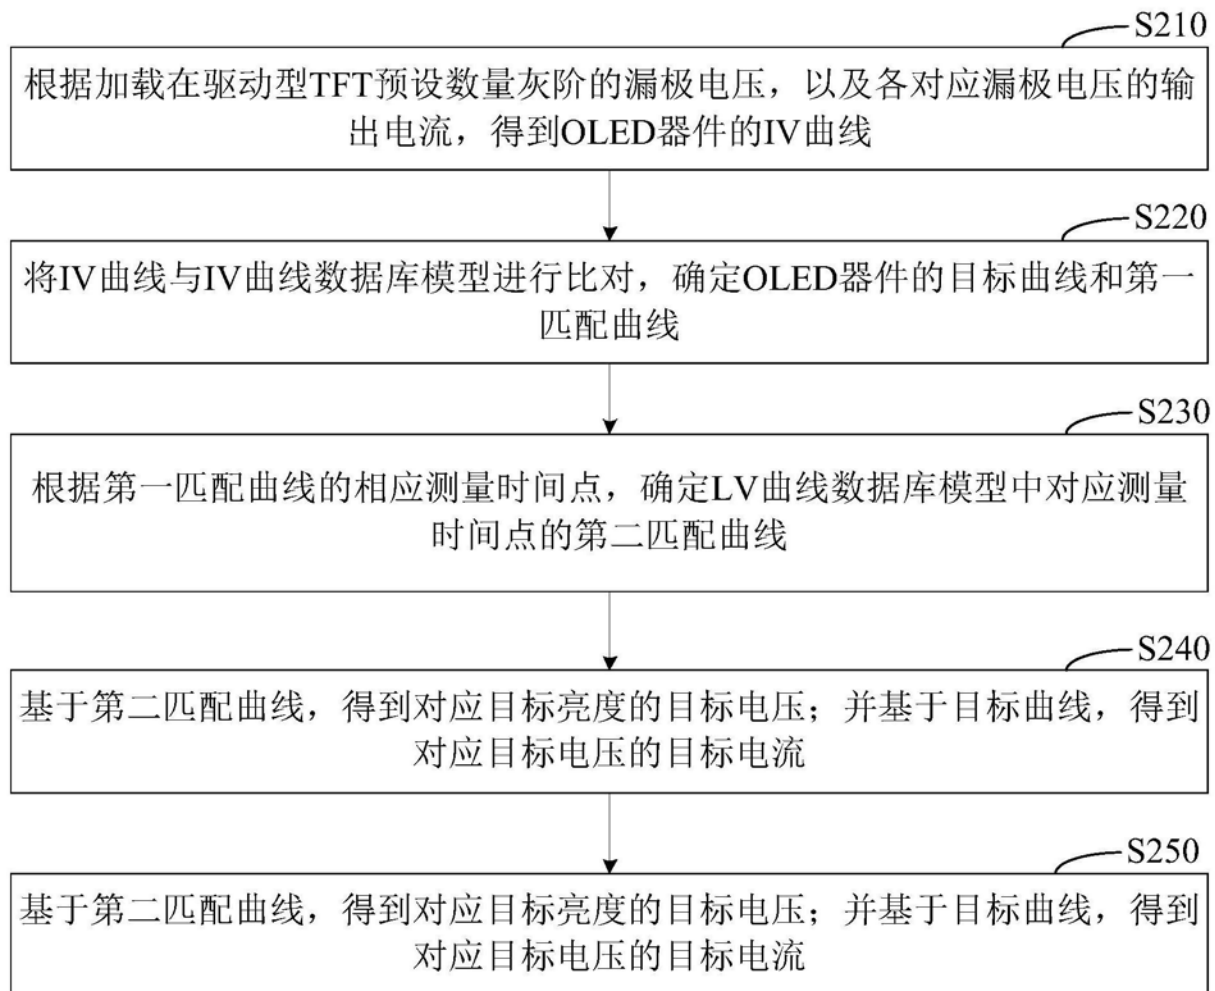 S210
根据加载在驱动型TFT预设数量灰阶的漏极电压，以及各对应漏极电压的输
出电流，得到OLED器件的IV曲线
S220
将IV曲线与IV曲线数据库模型进行比对，确定OLED器件的目标曲线和第一
匹配曲线
S230
根据第一匹配曲线的相应测量时间点，确定LV曲线数据库模型中对应测量
时间点的第二匹配曲线
S240
基于第二匹配曲线，得到对应目标亮度的目标电压；并基于目标曲线，得到
对应目标电压的目标电流
S250
基于第二匹配曲线，得到对应目标亮度的目标电压；并基于目标曲线，得到
对应目标电压的目标电流